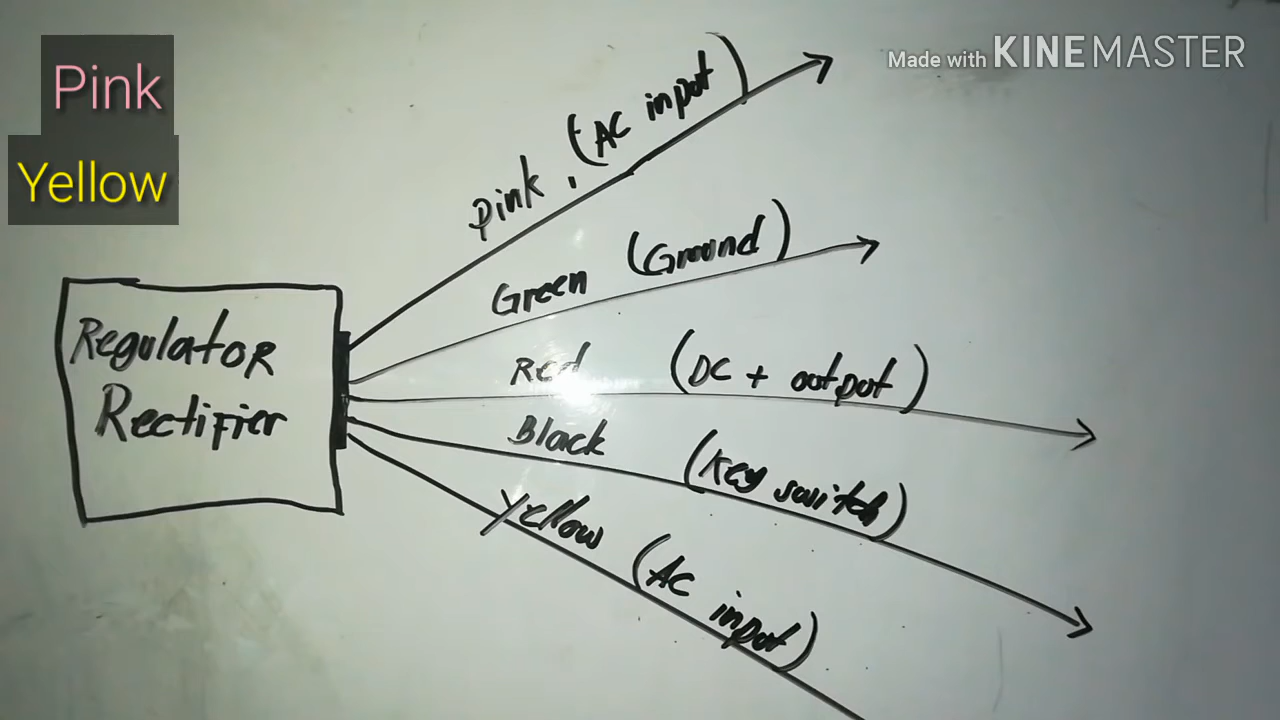 Pink
Yellow
Made with KINEMASTER
Pink, (AC input)
Green (Ground)
Red (DC + output)
Black (Key switch)
Yellow (AC input)
Regulator
Rectifier